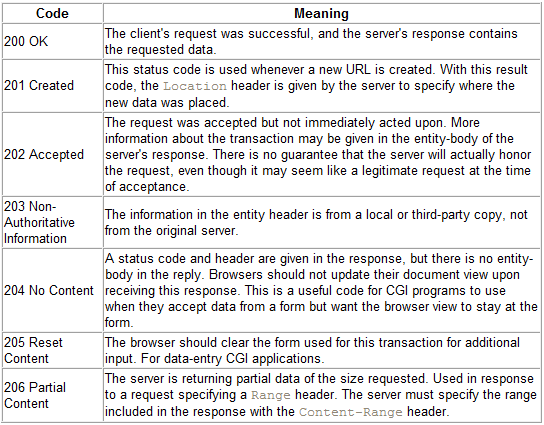 Code Meaning
200 OK
The client's request was successful, and the server's response contains
the requested data.
201 Created
This status code is used whenever a new URL is created. With this result
code, the Location header is given by the server to specify where the
new data was placed.
202 Accepted
The request was accepted but not immediately acted upon. More
information about the transaction may be given in the entity-body of the
server's response. There is no guarantee that the server will actually honor
the request, even though it may seem like a legitimate request at the time
of acceptance.
203 Non-
Authoritative
Information
The information in the entity header is from a local or third-party copy, not
from the original server.
204 No Content
A status code and header are given in the response, but there is no entity-
body in the reply. Browsers should not update their document view upon
receiving this response. This is a useful code for CGI programs to use
when they accept data from a form but want the browser view to stay at the
form.
205 Reset
Content
The browser should clear the form used for this transaction for additional
input. For data-entry CGI applications.
206 Partial
Content
The server is returning partial data of the size requested. Used in response
to a request specifying a Range header. The server must specify the range
included in the response with the Content-Range header.